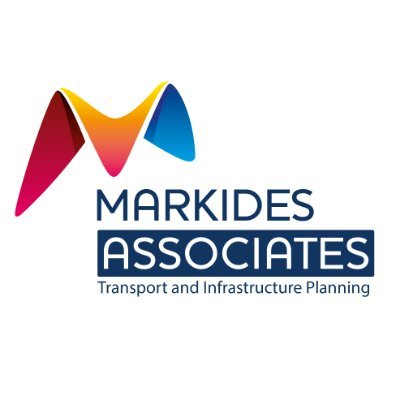 MARKIDES
ASSOCIATES
Transport and Infrastructure Planning